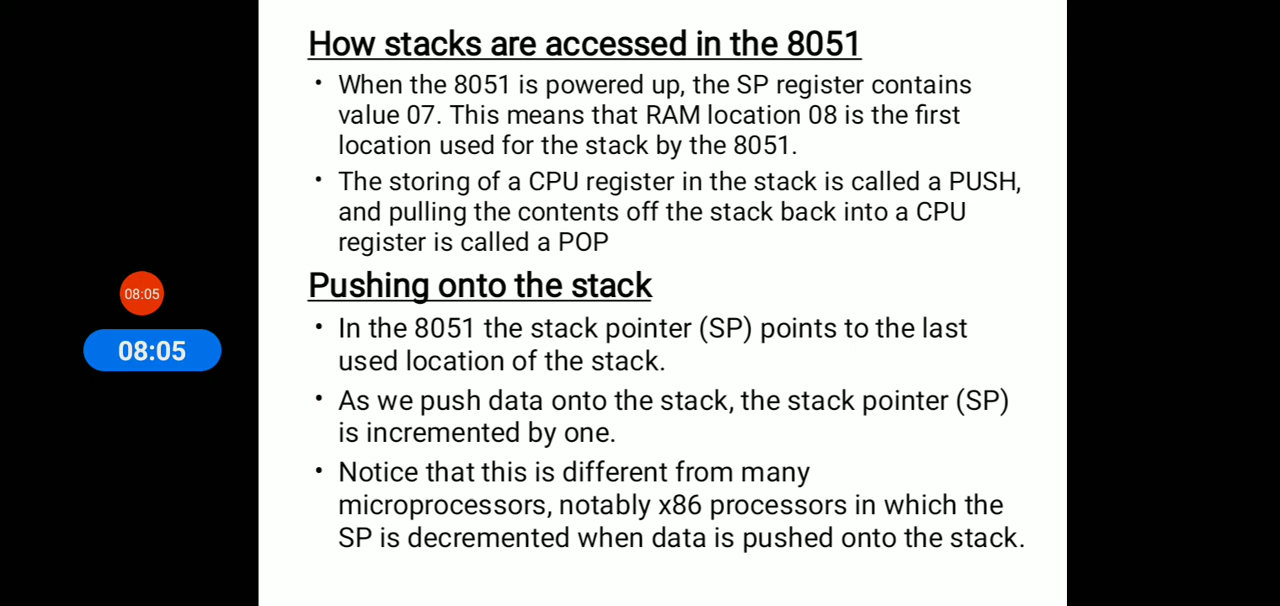 How stacks are accessed in the 8051
• When the 8051 is powered up, the SP register contains
value 07. This means that RAM location 08 is the first
location used for the stack by the 8051.
• The storing of a CPU register in the stack is called a PUSH,
and pulling the contents off the stack back into a CPU
register is called a POP
08:05
Pushing onto the stack
• In the 8051 the stack pointer (SP) points to the last
08:05
used location of the stack.
• As we push data onto the stack, the stack pointer (SP)
is incremented by one.
• Notice that this is different from many
microprocessors, notably x86 processors in which the
SP is decremented when data is pushed onto the stack.